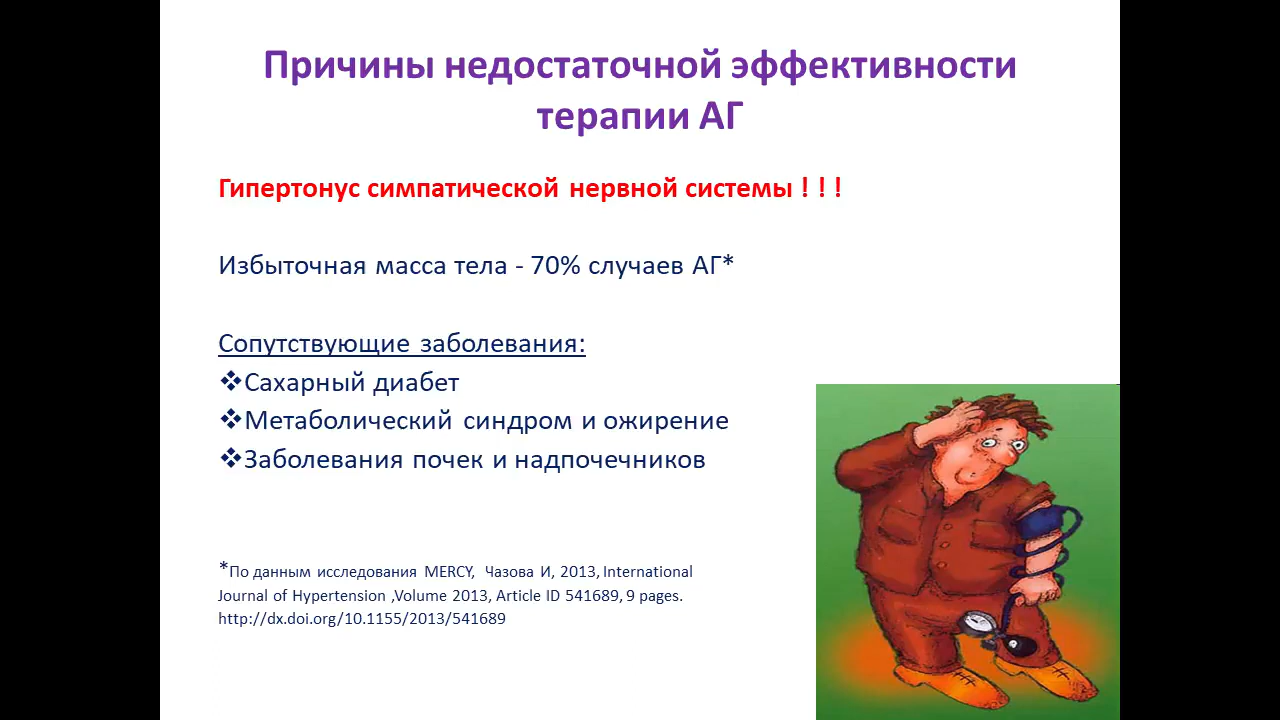 Причины недостаточной эффективности
терапии АГ
Гипертонус симпатической нервной системы ! ! !
Избыточная масса тела - 70% случаев АГ*
Сопутствующие заболевания:
❖Сахарный диабет
❖Метаболический синдром и ожирение
❖Заболевания почек и надпочечников
*По данным исследования MERCY, Чазова И, 2013, International
Journal of Hypertension ,Volume 2013, Article ID 541689, 9 pages.
http://dx.doi.org/10.1155/2013/541689